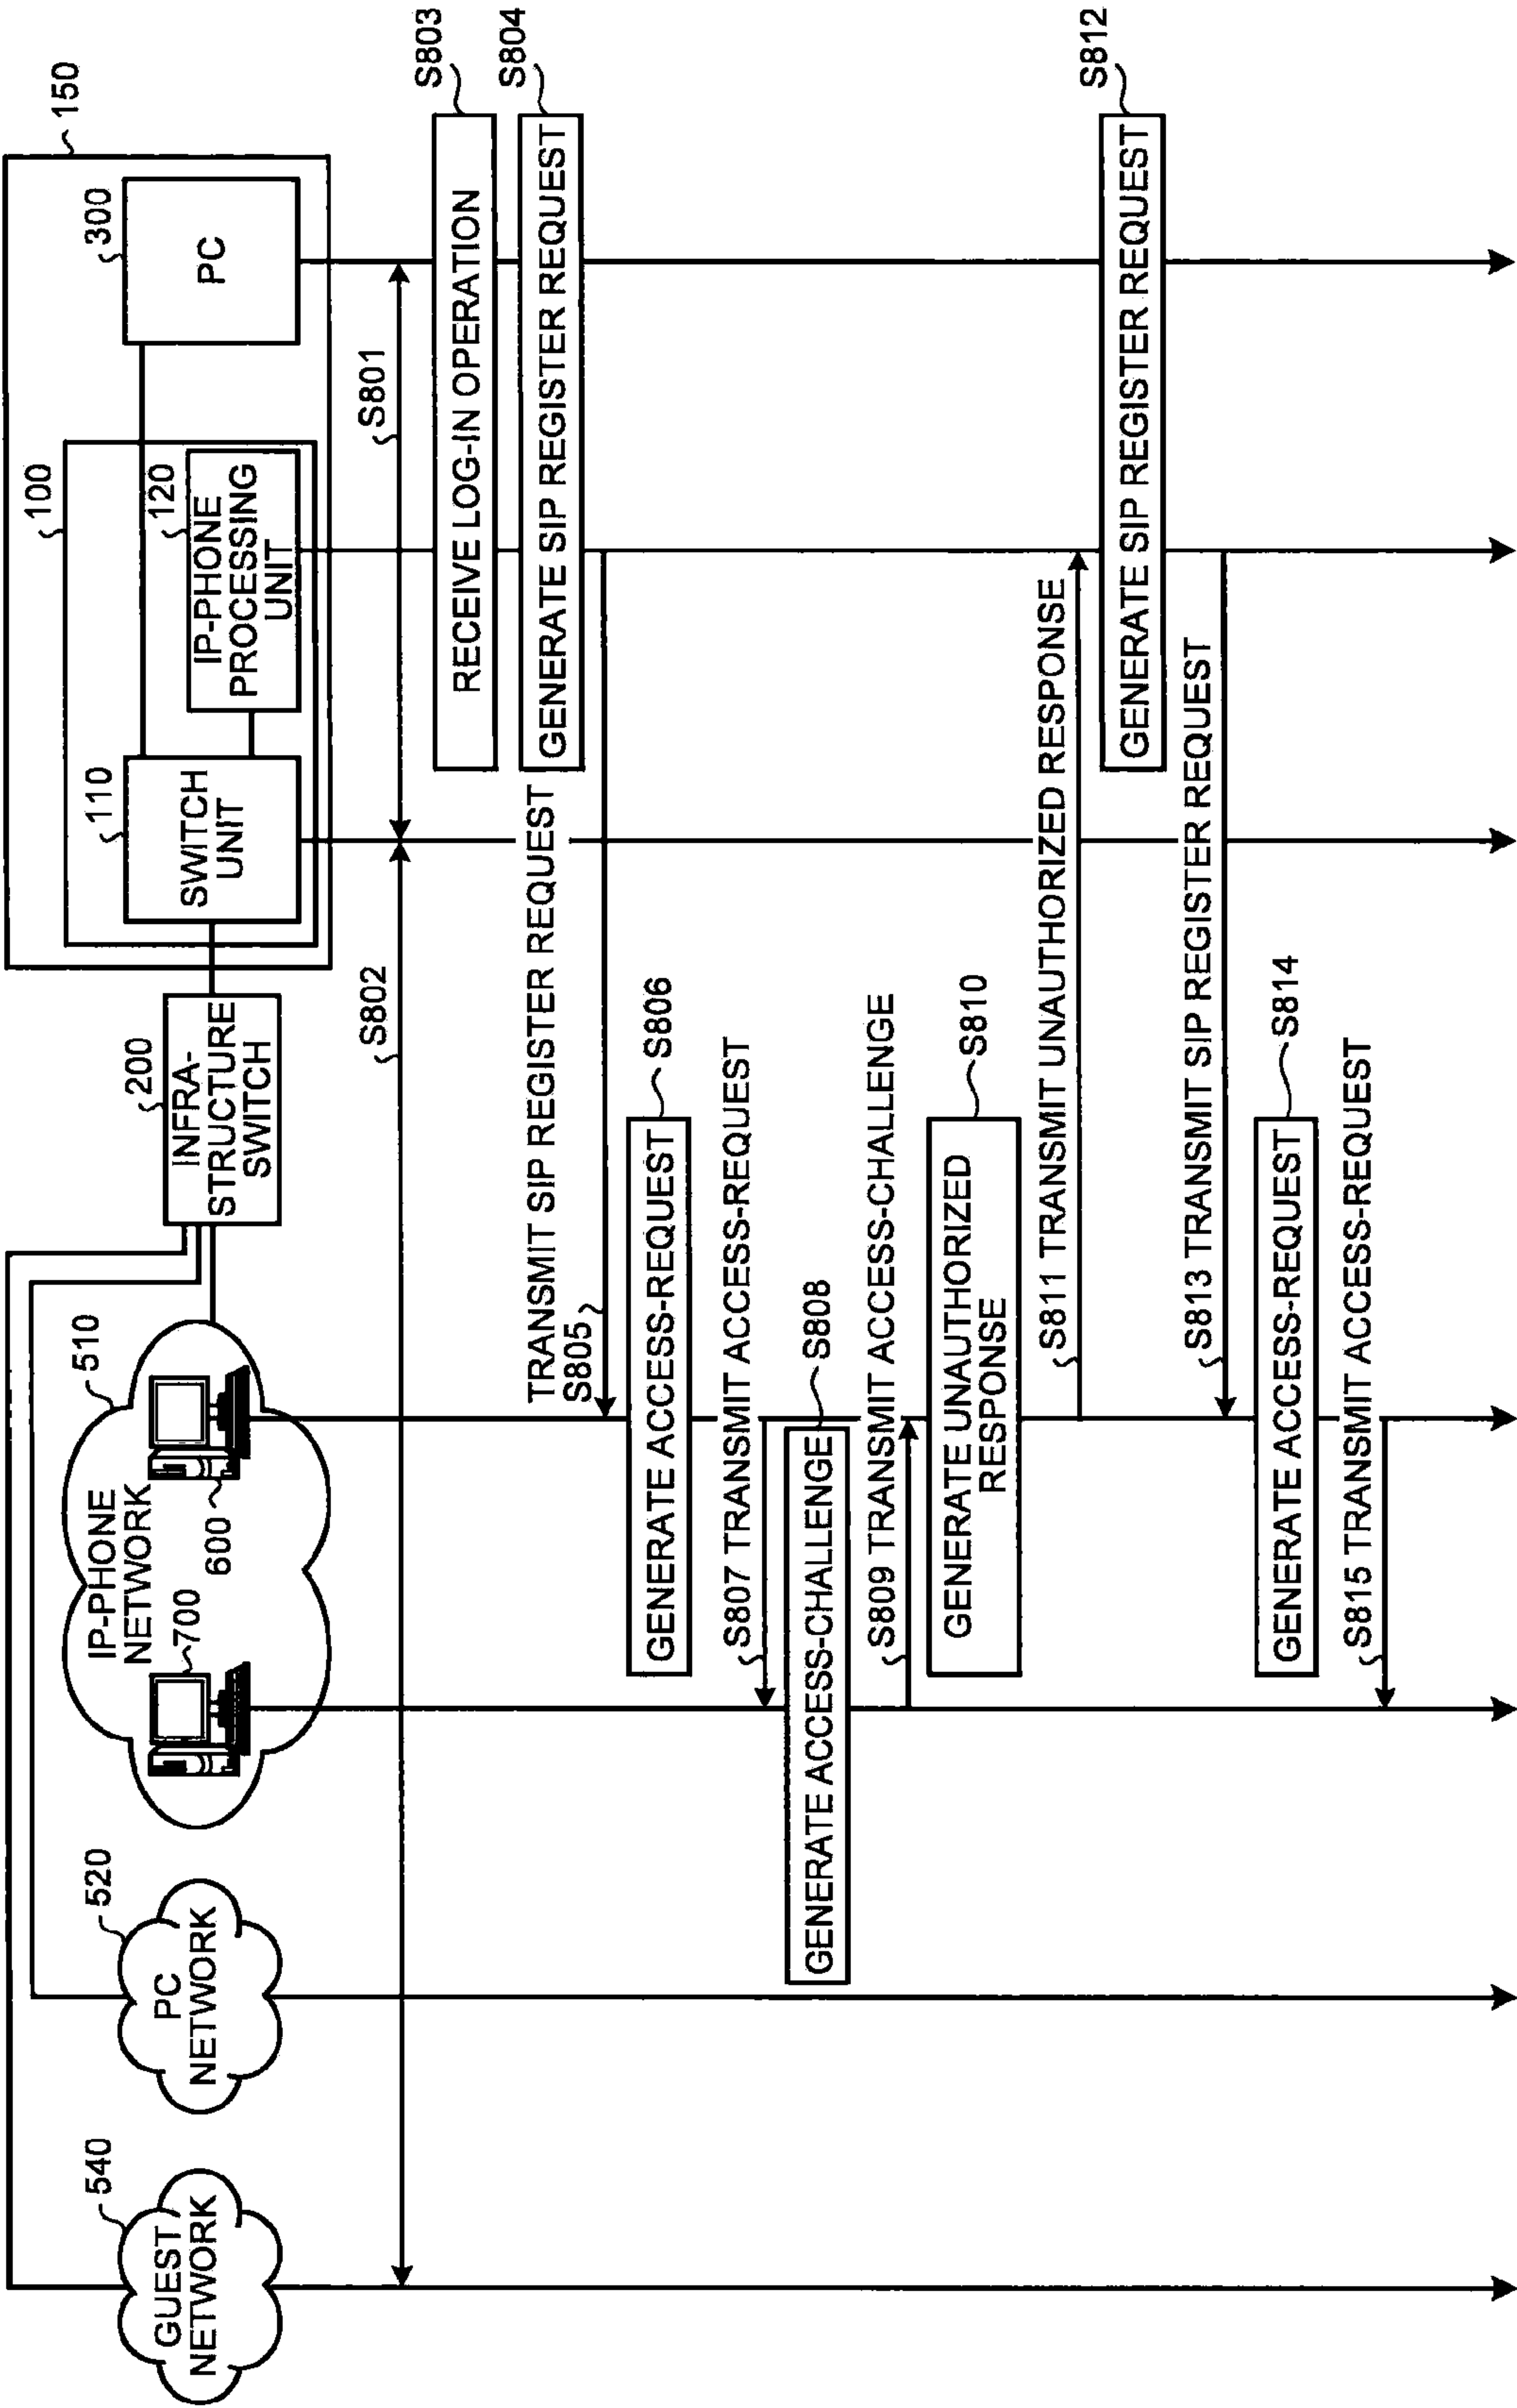 540
GUEST
NETWORK
520
PC
NETWORK
510
IP-PHONE
NETWORK
700
600
200
INFRA-
STRUCTURE
SWITCH
150
100
110
SWITCH
UNIT
120
IP-PHONE
PROCESSING
UNIT
300
PC
S802
S801
RECEIVE LOG-IN OPERATION
S803
GENERATE SIP REGISTER REQUEST
S804
TRANSMIT SIP REGISTER REQUEST
S805
GENERATE ACCESS-REQUEST
S806
S807 TRANSMIT ACCESS-REQUEST
GENERATE ACCESS-CHALLENGE
S808
S809 TRANSMIT ACCESS-CHALLENGE
GENERATE UNAUTHORIZED
RESPONSE
S810
S811 TRANSMIT UNAUTHORIZED RESPONSE
GENERATE SIP REGISTER REQUEST
S812
S813 TRANSMIT SIP REGISTER REQUEST
GENERATE ACCESS-REQUEST
S814
S815 TRANSMIT ACCESS-REQUEST